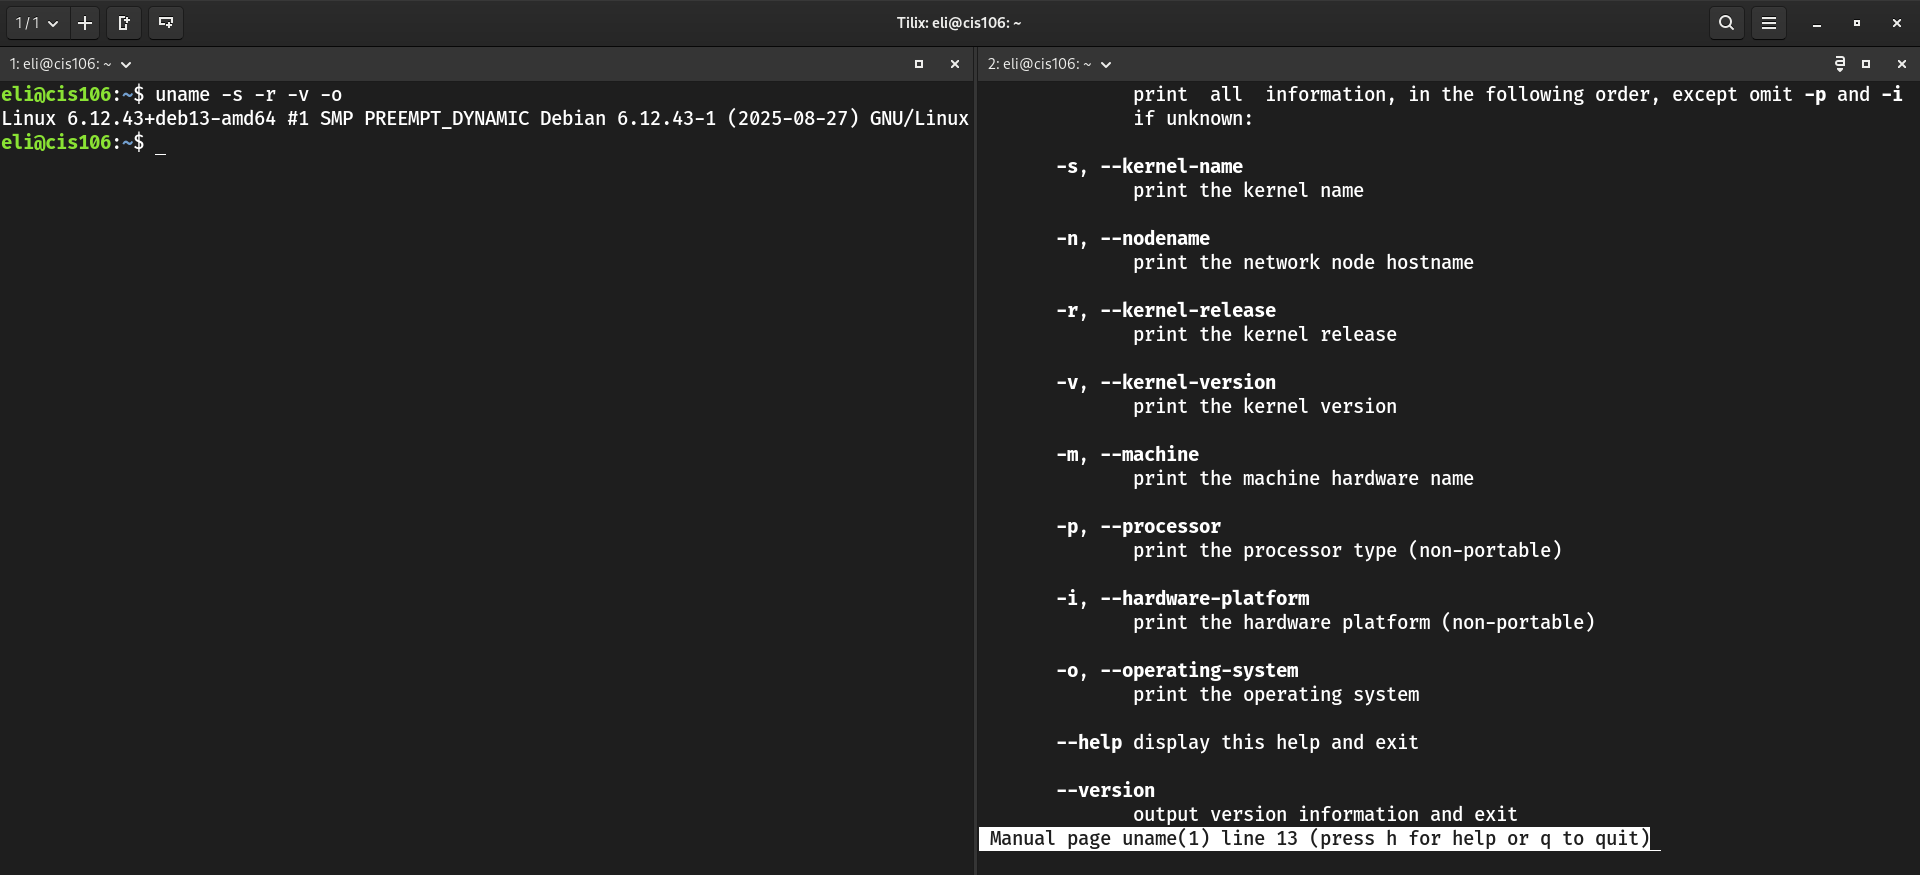 1 / 1
Tilix: eli@cis106: ~
1: eli@cis106: ~
eli@cis106:~$ uname -s -r -v -o
Linux 6.12.43+deb13-amd64 #1 SMP PREEMPT_DYNAMIC Debian 6.12.43-1 (2025-08-27) GNU/Linux
eli@cis106:~$ _
2: eli@cis106: ~
print  all  information, in the following order, except omit -p and -i
if unknown:
-s, --kernel-name
print the kernel name
-n, --nodename
print the network node hostname
-r, --kernel-release
print the kernel release
-v, --kernel-version
print the kernel version
-m, --machine
print the machine hardware name
-p, --processor
print the processor type (non-portable)
-i, --hardware-platform
print the hardware platform (non-portable)
-o, --operating-system
print the operating system
--help display this help and exit
--version
output version information and exit
Manual page uname(1) line 13 (press h for help or q to quit)_